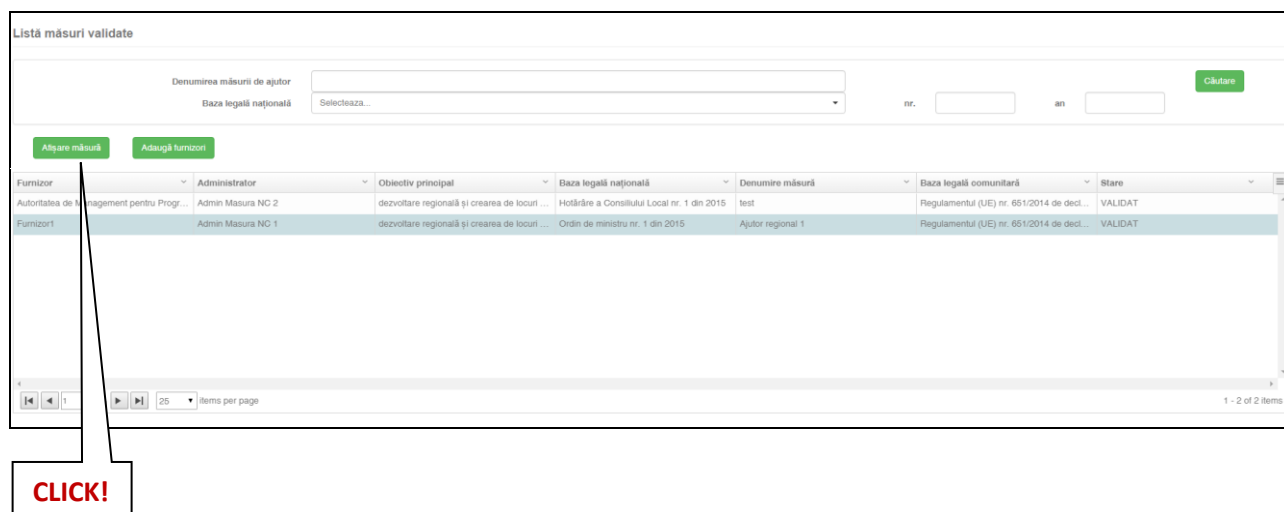 Listă măsuri validate
Denumirea măsurii de ajutor
Căutare
Baza legală națională Selecteaza... nr. an
Afișare măsură Adaugă furnizori
Furnizor Administrator Obiectiv principal Baza legală națională Denumire măsură Baza legală comunitară Stare
Autoritatea de Management pentru Progr... Admin Masura NC 2 dezvoltare regională și crearea de locuri ... Hotărâre a Consiliului Local nr. 1 din 2015 test Regulamentul (UE) nr. 651/2014 de decl... VALIDAT
Furnizor1 Admin Masura NC 1 dezvoltare regională și crearea de locuri ... Ordin de ministru nr. 1 din 2015 Ajutor regional 1 Regulamentul (UE) nr. 651/2014 de decl... VALIDAT
1 25 items per page 1 - 2 of 2 items
CLICK!